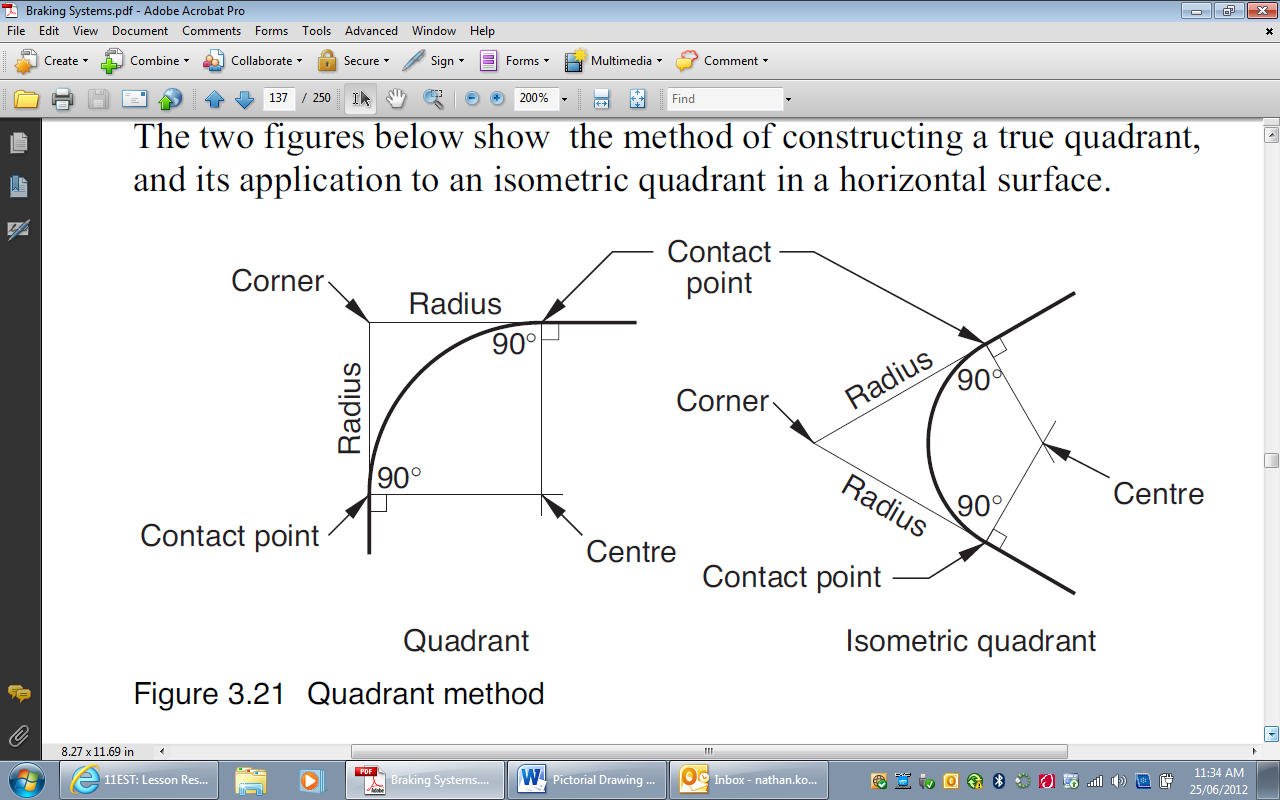 Braking Systems.pdf - Adobe Acrobat Pro
File Edit View Document Comments Forms Tools Advanced Window Help
Create Combine Collaborate Secure Sign Forms Multimedia Comment
137 / 250 200% Find
The two figures below show the method of constructing a true quadrant,
and its application to an isometric quadrant in a horizontal surface.
Contact
point
Corner
Radius
Radius
90°
90°
Contact point
Centre
Quadrant
Corner
Radius
90°
Radius
90°
Centre
Contact point
Isometric quadrant
Figure 3.21 Quadrant method
8.27 x 11.69 in
11EST: Lesson Res... PDF Adobe Braking Systems.... Pictorial Drawing ... Inbox - nathan.ko...
11:34 AM
25/06/2012